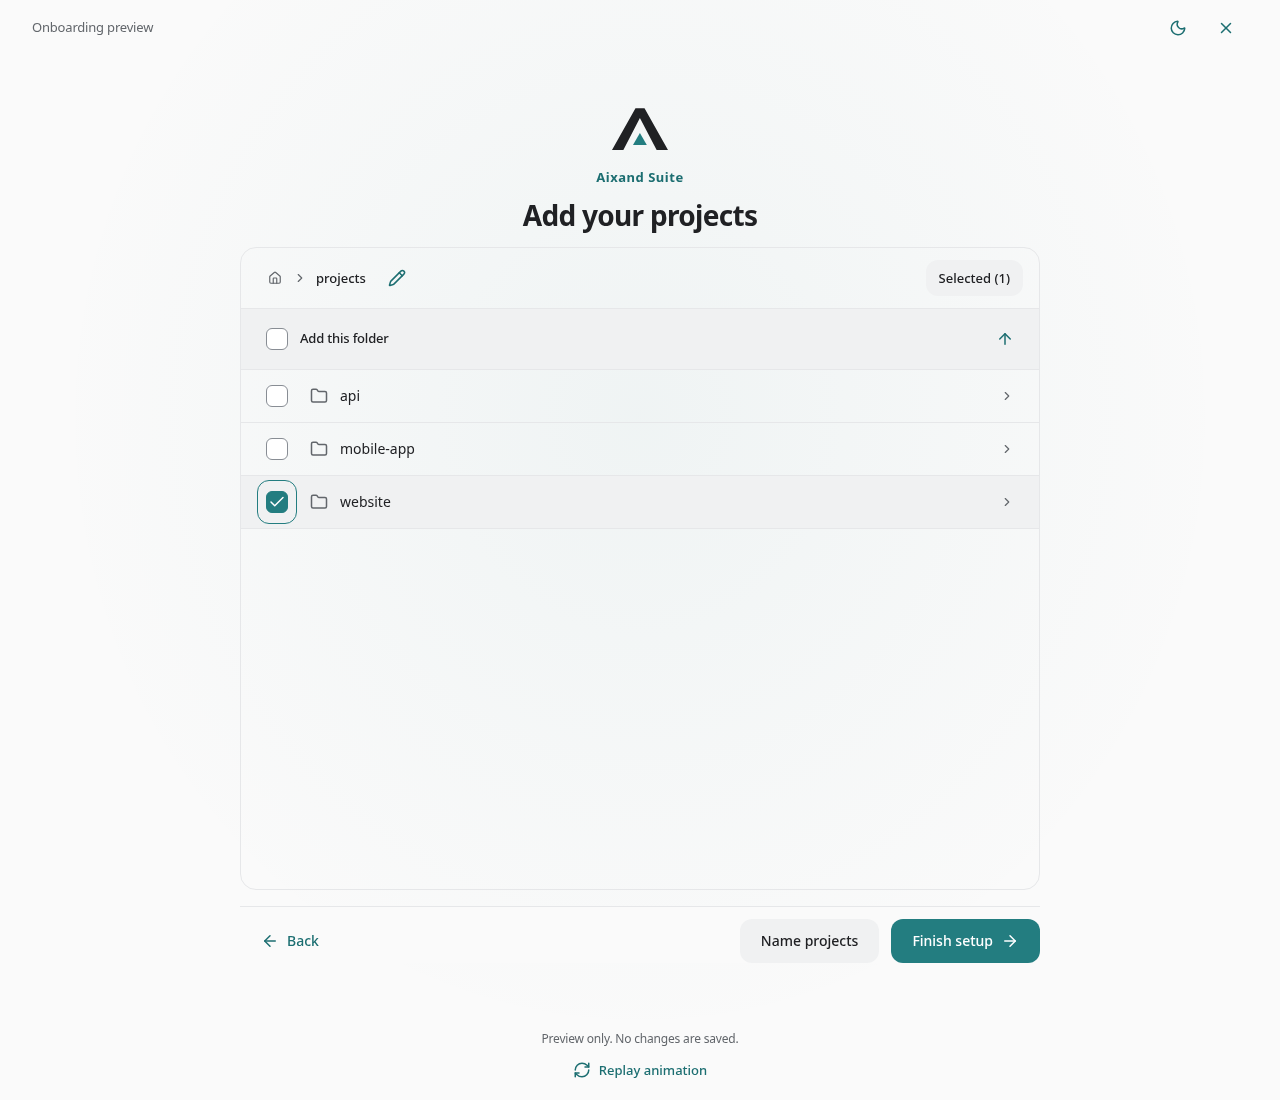 Onboarding preview
Aixand Suite
Add your projects
projects
Selected (1)
Add this folder
api
mobile-app
website
Back
Name projects
Finish setup
Preview only. No changes are saved.
Replay animation